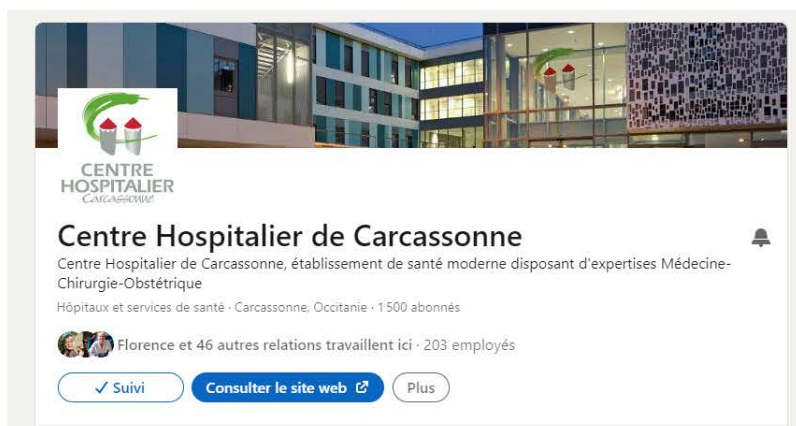 CENTRE
HOSPITALIER
Carcassonne
Centre Hospitalier de Carcassonne
Centre Hospitalier de Carcassonne, établissement de santé moderne disposant d'expertises Médecine-
Chirurgie-Obstétrique
Hôpitaux et services de santé · Carcassonne, Occitanie · 1 500 abonnés
Florence et 46 autres relations travaillent ici · 203 employés
Suivi
Consulter le site web
Plus